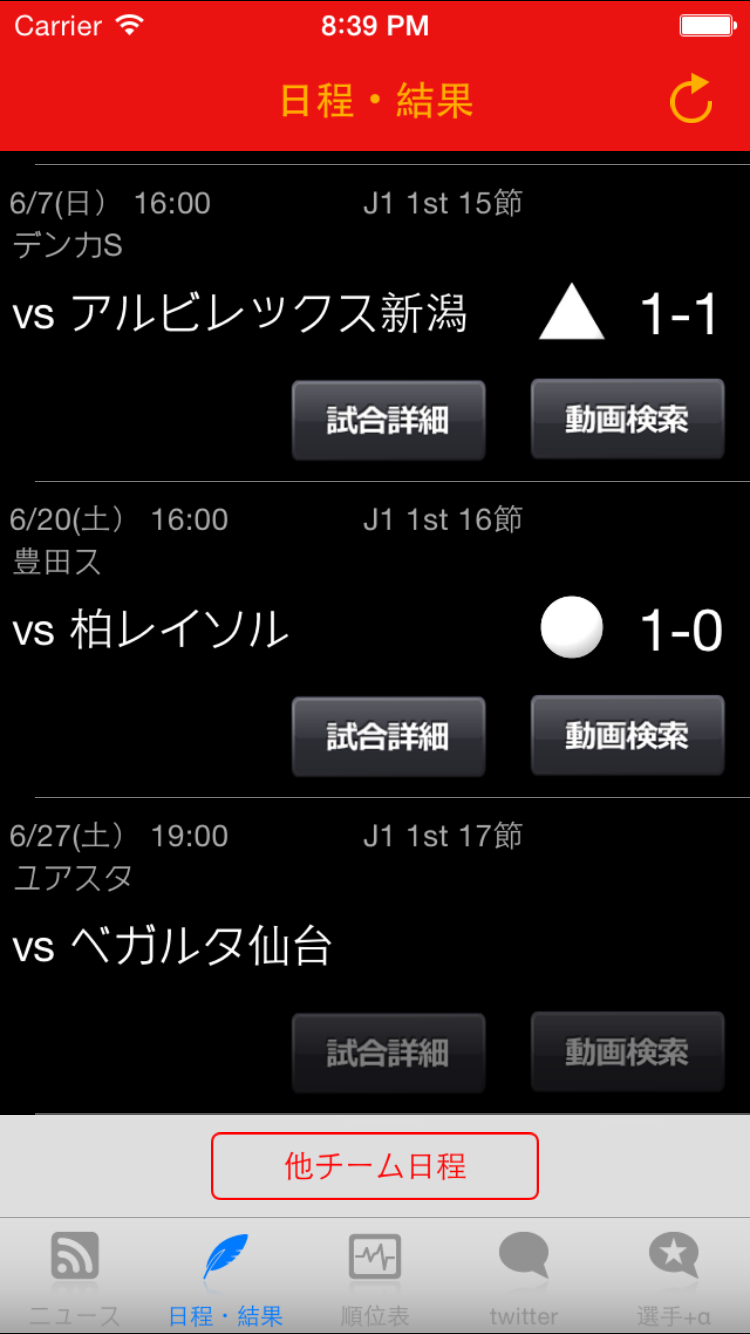 Carrier 8:39 PM
日程・結果
6/7(日) 16:00 J1 1st 15節
デンカS
vs アルビレックス新潟 1-1
試合詳細 動画検索
6/20(土) 16:00 J1 1st 16節
豊田ス
vs 柏レイソル 1-0
試合詳細 動画検索
6/27(土) 19:00 J1 1st 17節
ユアスタ
vs ベガルタ仙台
試合詳細 動画検索
他チーム日程
ニュース 日程・結果 順位表 twitter 選手+α